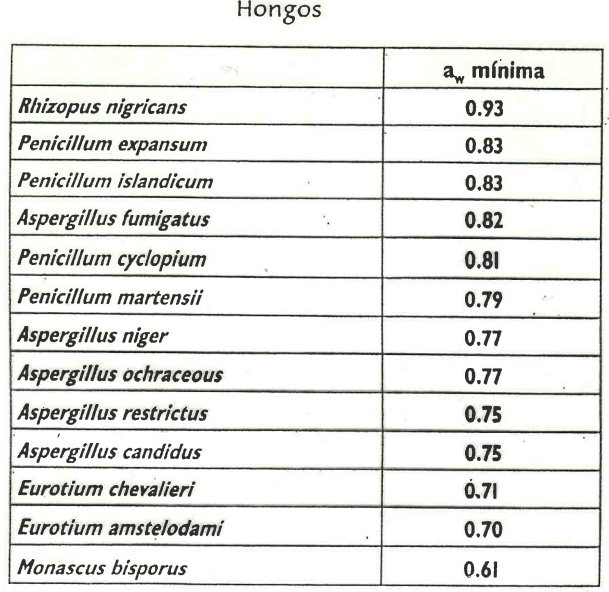 Hongos
a_w mínima
Rhizopus nigricans 0.93
Penicillum expansum 0.83
Penicillum islandicum 0.83
Aspergillus fumigatus 0.82
Penicillum cyclopium 0.81
Penicillum martensii 0.79
Aspergillus niger 0.77
Aspergillus ochraceous 0.77
Aspergillus restrictus 0.75
Aspergillus candidus 0.75
Eurotium chevalieri 0.71
Eurotium amstelodami 0.70
Monascus bisporus 0.61